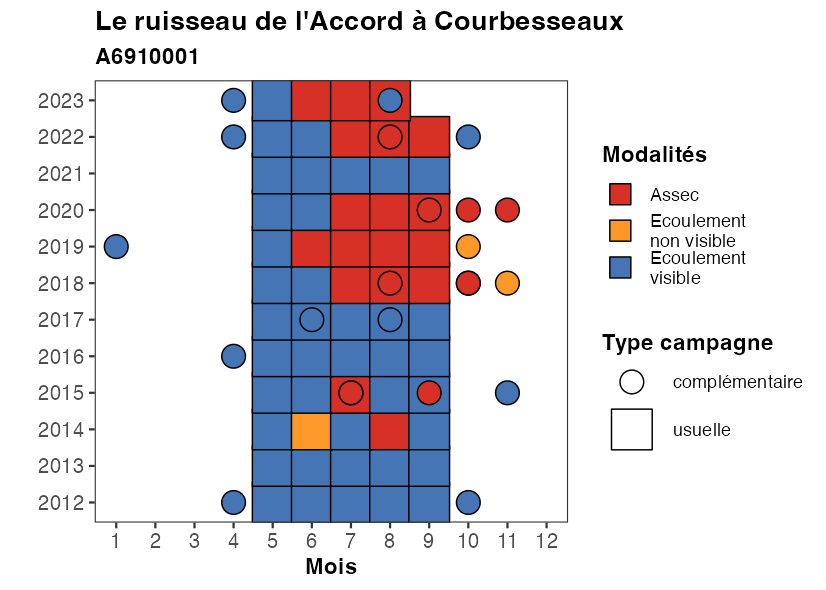 Le ruisseau de l'Accord à Courbesseaux
A6910001
2023
2022
2021
2020
2019
2018
2017
2016
2015
2014
2013
2012
1 2 3 4 5 6 7 8 9 10 11 12
Mois
Modalités
Assec
Ecoulement
non visible
Ecoulement
visible
Type campagne
complémentaire
usuelle